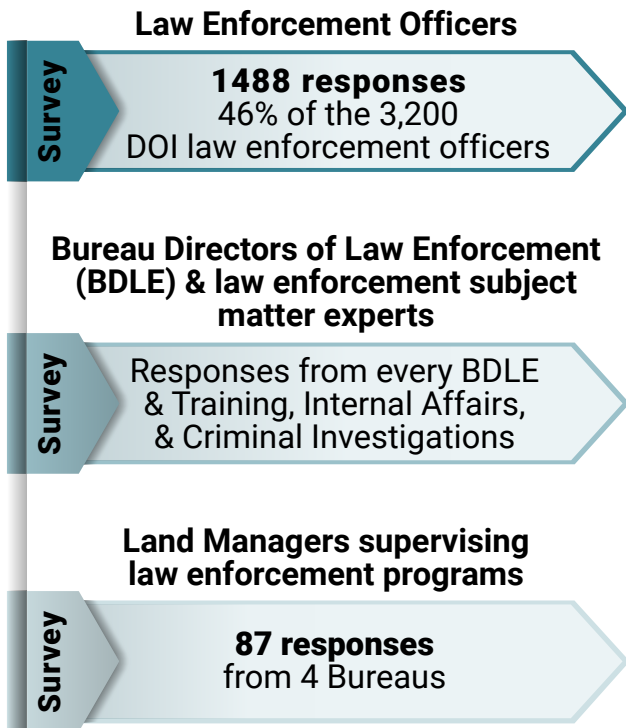 Law Enforcement Officers
Survey
1488 responses
46% of the 3,200
DOI law enforcement officers
Bureau Directors of Law Enforcement
(BDLE) & law enforcement subject
matter experts
Survey
Responses from every BDLE
& Training, Internal Affairs,
& Criminal Investigations
Land Managers supervising
law enforcement programs
Survey
87 responses
from 4 Bureaus